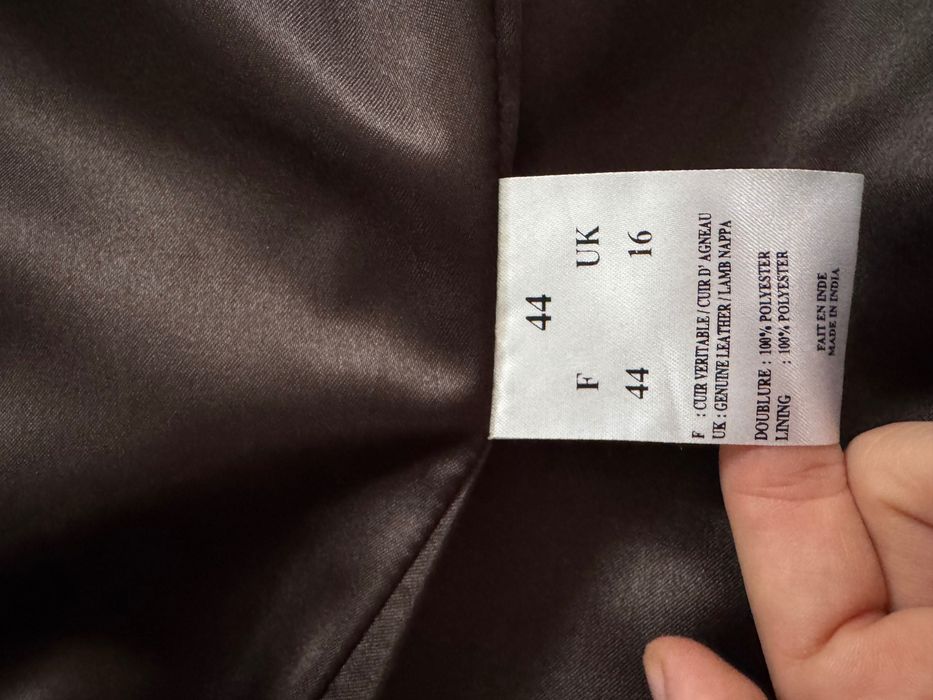 44
F UK
44 16
F : CUIR VERITABLE / CUIR D' AGNEAU
UK : GENUINE LEATHER / LAMB NAPPA
DOUBLURE : 100% POLYESTER
LINING : 100% POLYESTER
FAIT EN INDE
MADE IN INDIA